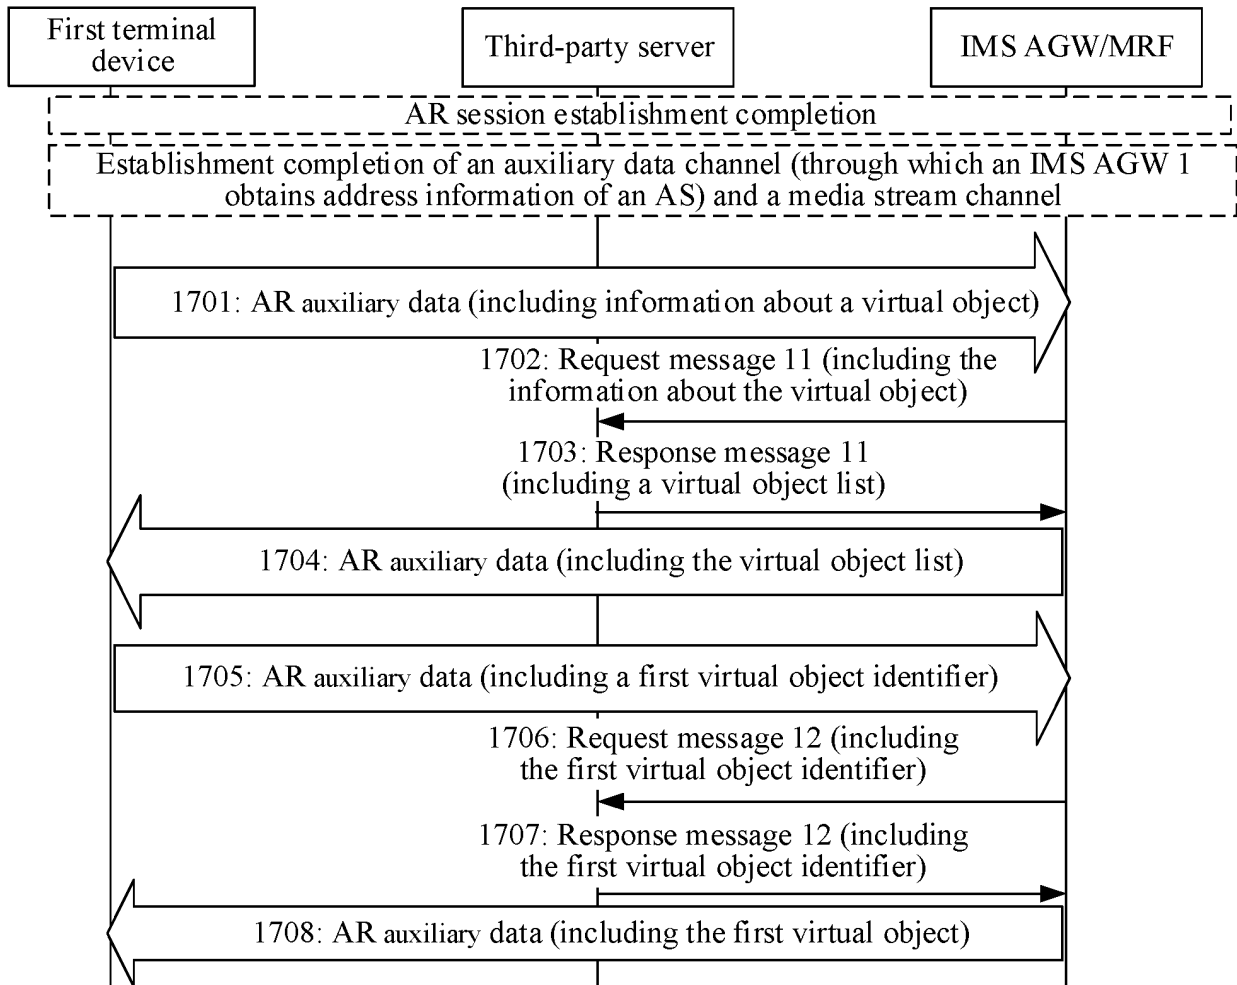 First terminal
device
Third-party server
IMS AGW/MRF
AR session establishment completion
Establishment completion of an auxiliary data channel (through which an IMS AGW 1
obtains address information of an AS) and a media stream channel
1701: AR auxiliary data (including information about a virtual object)
1702: Request message 11 (including the
information about the virtual object)
1703: Response message 11
(including a virtual object list)
1704: AR auxiliary data (including the virtual object list)
1705: AR auxiliary data (including a first virtual object identifier)
1706: Request message 12 (including
the first virtual object identifier)
1707: Response message 12 (including
the first virtual object identifier)
1708: AR auxiliary data (including the first virtual object)